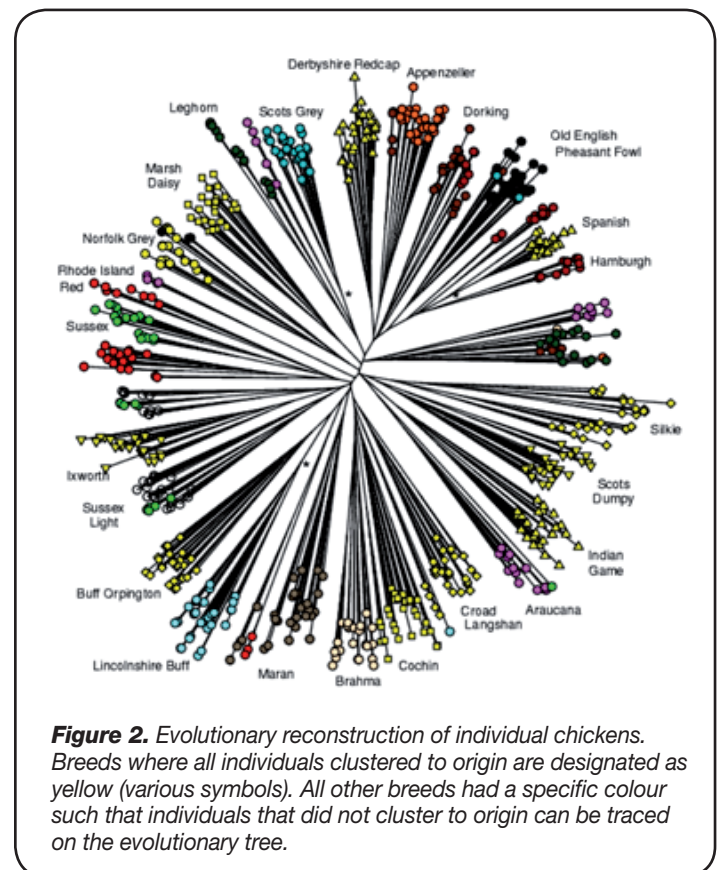 Derbyshire Redcap
Appenzeller
Leghorn
Scots Grey
Dorking
Old English
Pheasant Fowl
Marsh
Daisy
Spanish
Norfolk Grey
Hamburgh
Rhode Island
Red
Sussex
Silkie
Ixworth
Scots
Dumpy
Sussex
Light
Indian
Game
Buff Orpington
Croad
Langshan
Araucana
Lincolnshire Buff
Maran
Brahma
Cochin
*
*
*
Figure 2. Evolutionary reconstruction of individual chickens.
Breeds where all individuals clustered to origin are designated as
yellow (various symbols). All other breeds had a specific colour
such that individuals that did not cluster to origin can be traced
on the evolutionary tree.